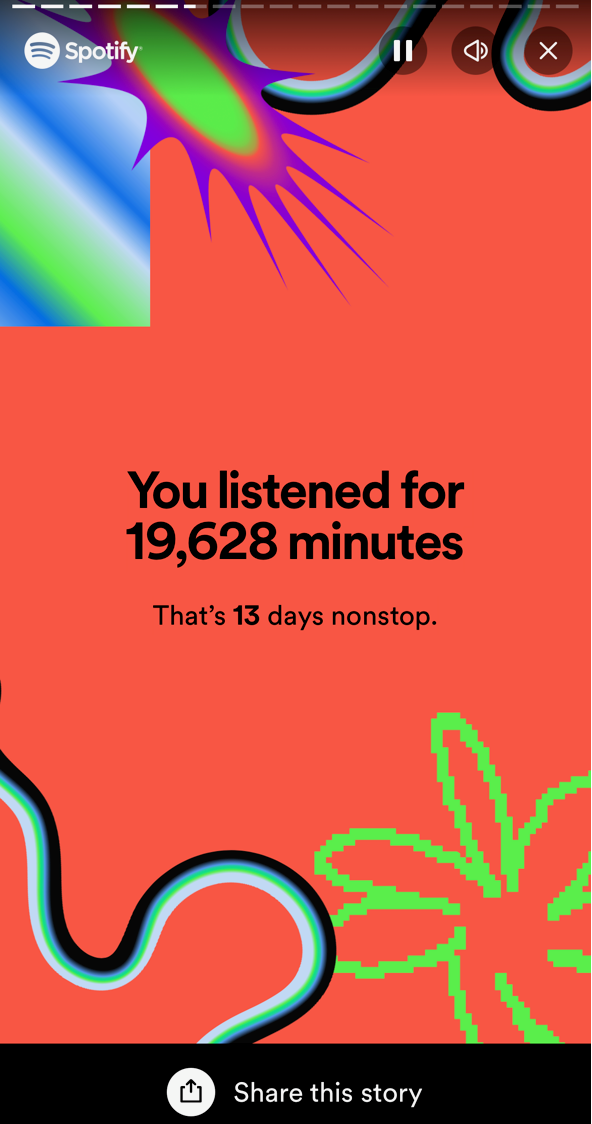 Spotify®
You listened for
19,628 minutes
That’s 13 days nonstop.
Share this story